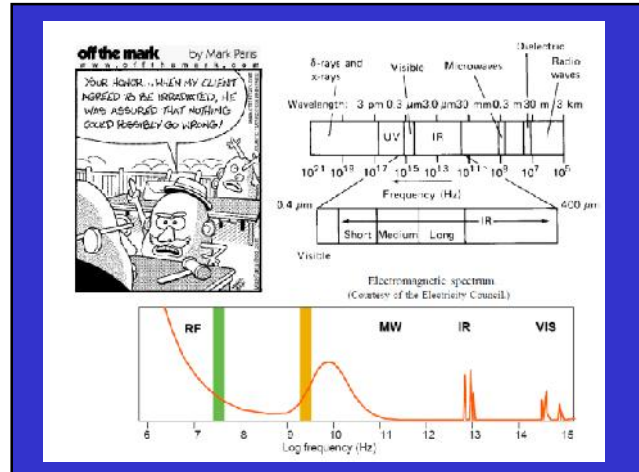 off the mark by Mark Paris
www.offthemark.com
YOUR HONOR...WHEN MY CLIENT
AGREED TO BE IRRADIATED, HE
WAS ASSURED THAT NOTHING
COULD POSSIBLY GO WRONG!
δ-rays and
x-rays
Visible
Microwaves
Dielectric
Radio
waves
Wavelength: 3 pm 0.3 μm 3.0 μm 30 mm 0.3 m 30 m 3 km
UV IR
10²¹ 10¹⁹ 10¹⁷ 10¹⁵ 10¹³ 10¹¹ 10⁹ 10⁷ 10⁵
Frequency (Hz)
0.4 μm 400 μm
IR
Short Medium Long
Visible
Electromagnetic spectrum
(Courtesy of the Electricity Council.)
RF MW IR VIS
6 7 8 9 10 11 12 13 14 15
Log frequency (Hz)